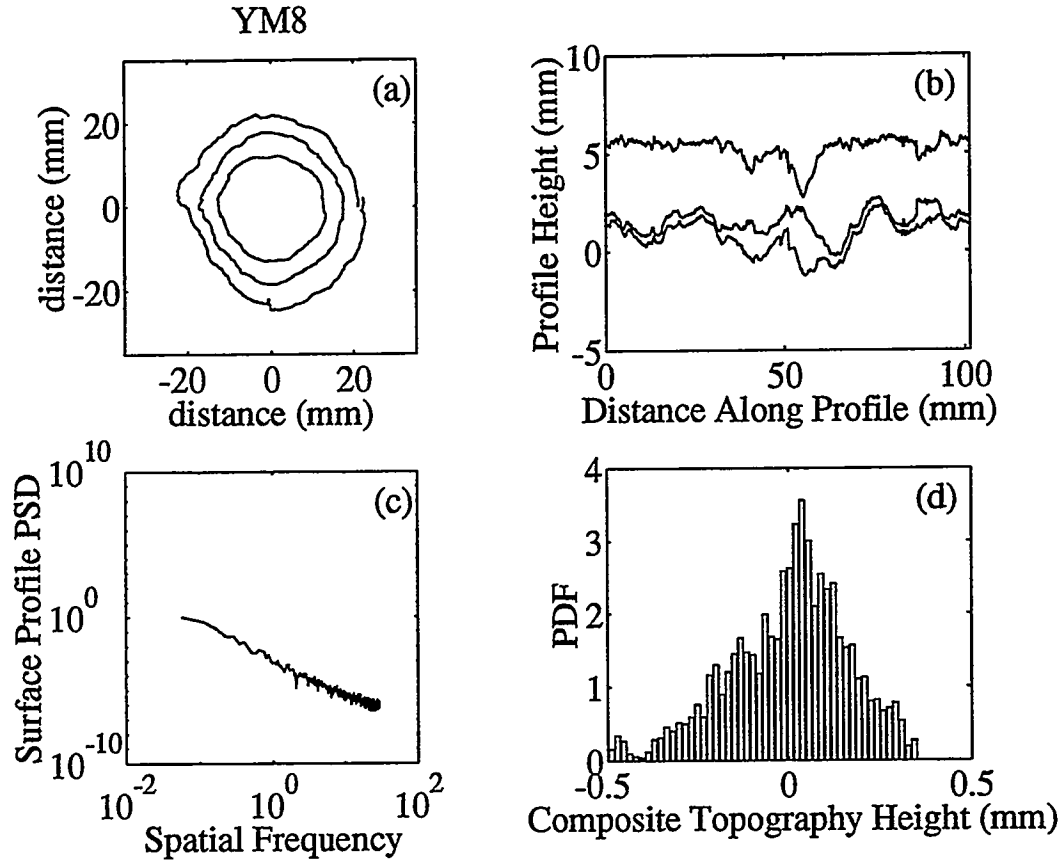 YM8
(a)
20
0
-20
distance (mm)
-20 0 20
distance (mm)
(b)
10
5
0
-5
Profile Height (mm)
0 50 100
Distance Along Profile (mm)
(c)
10^10
10^0
10^-10
Surface Profile PSD
10^-2 10^0 10^2
Spatial Frequency
(d)
4
3
2
1
0
PDF
-0.5 0 0.5
Composite Topography Height (mm)